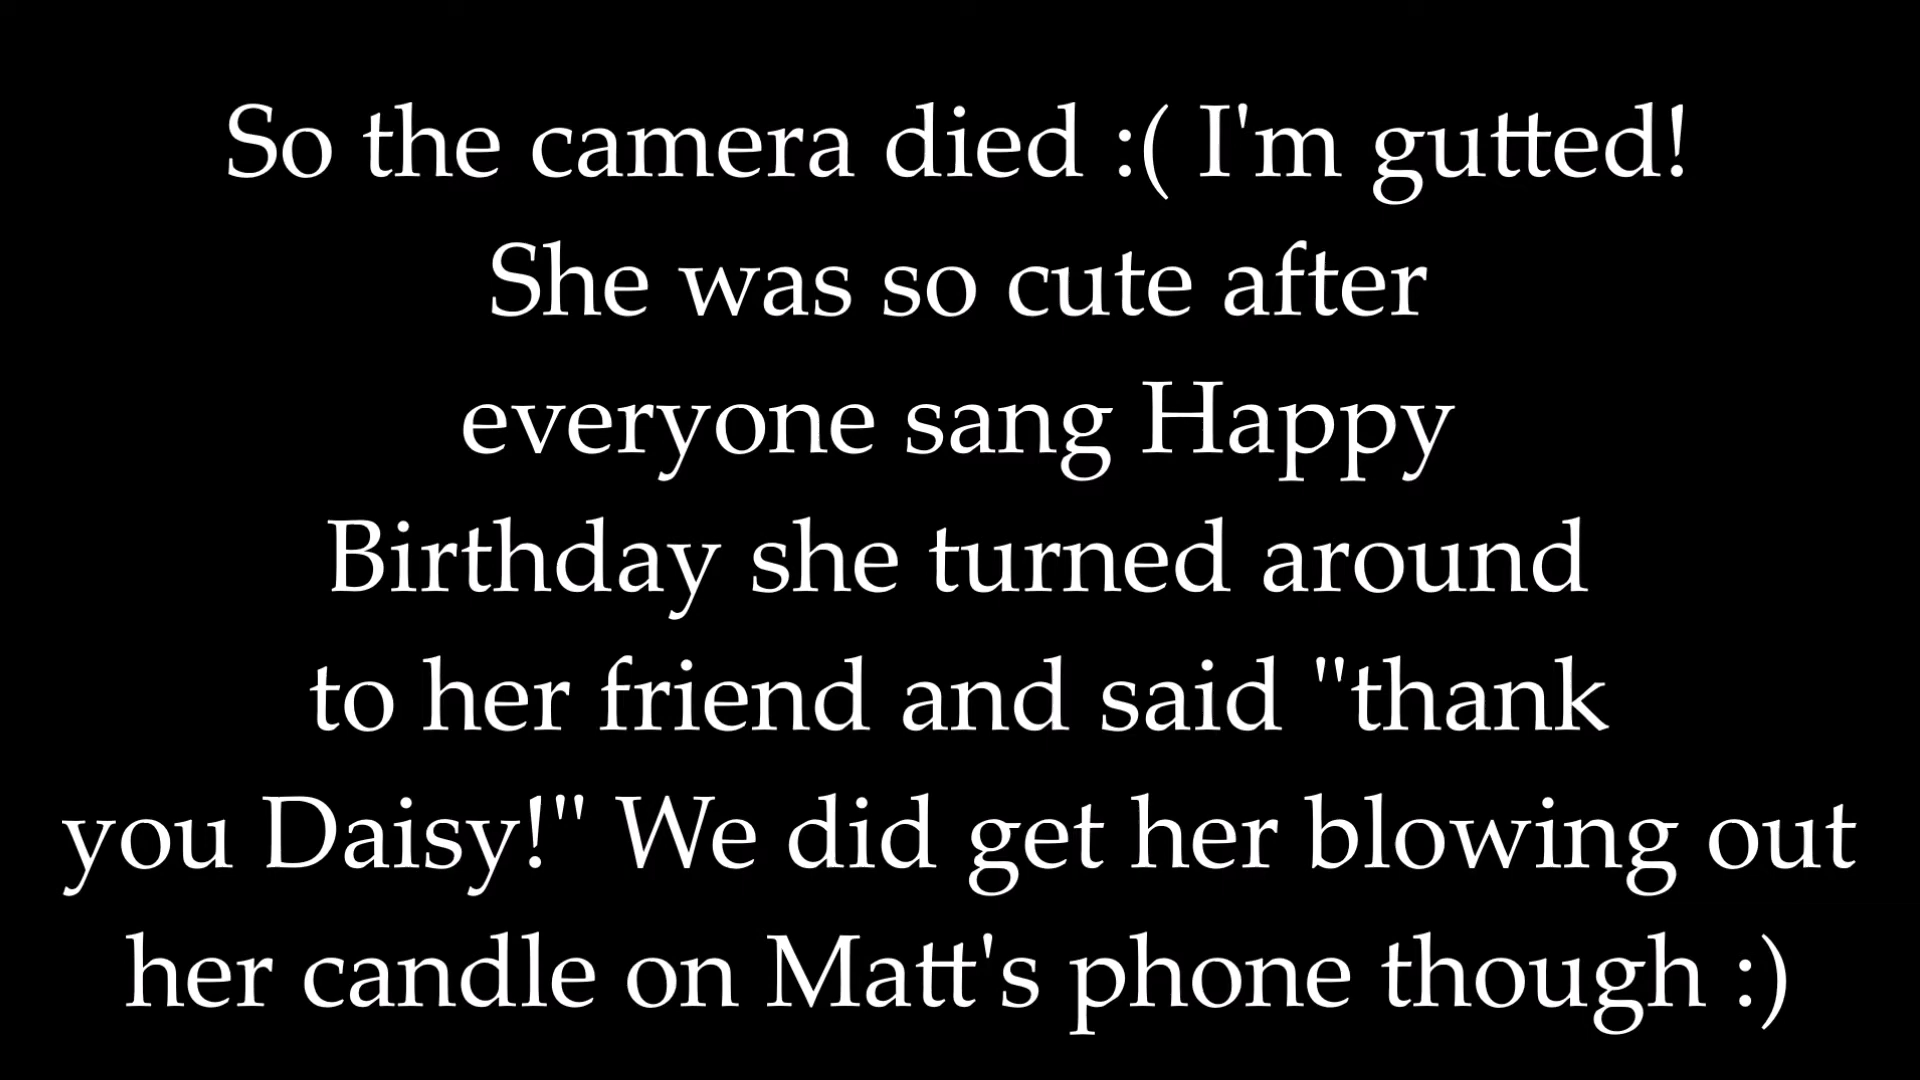 So the camera died :( I'm gutted!
She was so cute after
everyone sang Happy
Birthday she turned around
to her friend and said "thank
you Daisy!" We did get her blowing out
her candle on Matt's phone though :)